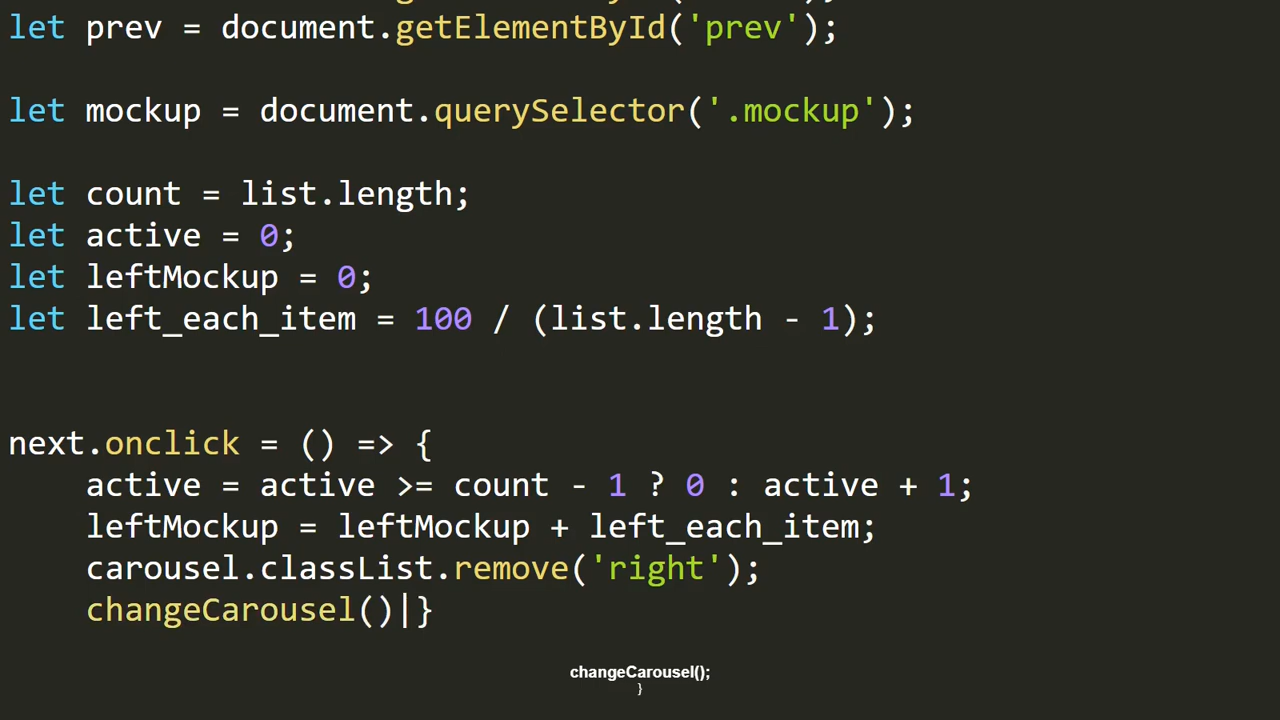 let prev = document.getElementById('prev');
let mockup = document.querySelector('.mockup');
let count = list.length;
let active = 0;
let leftMockup = 0;
let left_each_item = 100 / (list.length - 1);
next.onclick = () => {
    active = active >= count - 1 ? 0 : active + 1;
    leftMockup = leftMockup + left_each_item;
    carousel.classList.remove('right');
    changeCarousel()}
changeCarousel();
}